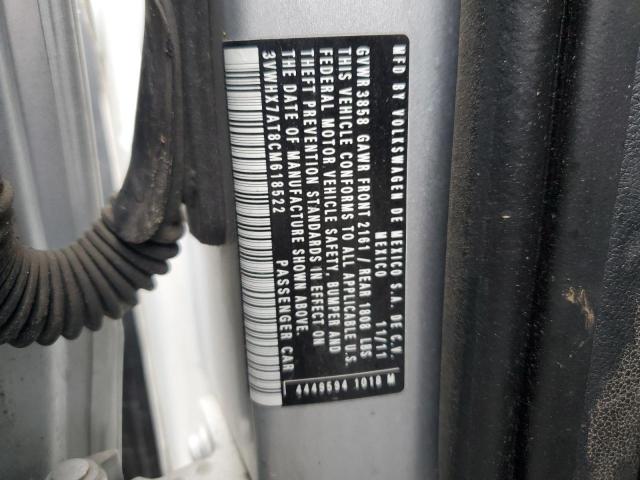 MFD BY VOLKSWAGEN DE MEXICO S.A. DE C.V.
MEXICO 11/11
GVWR 3858 GAWR FRONT 2161 // REAR 1808 LBS
THIS VEHICLE CONFORMS TO ALL APPLICABLE U.S.
FEDERAL MOTOR VEHICLE SAFETY, BUMPER AND
THEFT PREVENTION STANDARDS IN EFFECT ON
THE DATE OF MANUFACTURE SHOWN ABOVE.
3VWHX7AT8CM618522 PASSENGER CAR
4449694 1010 M